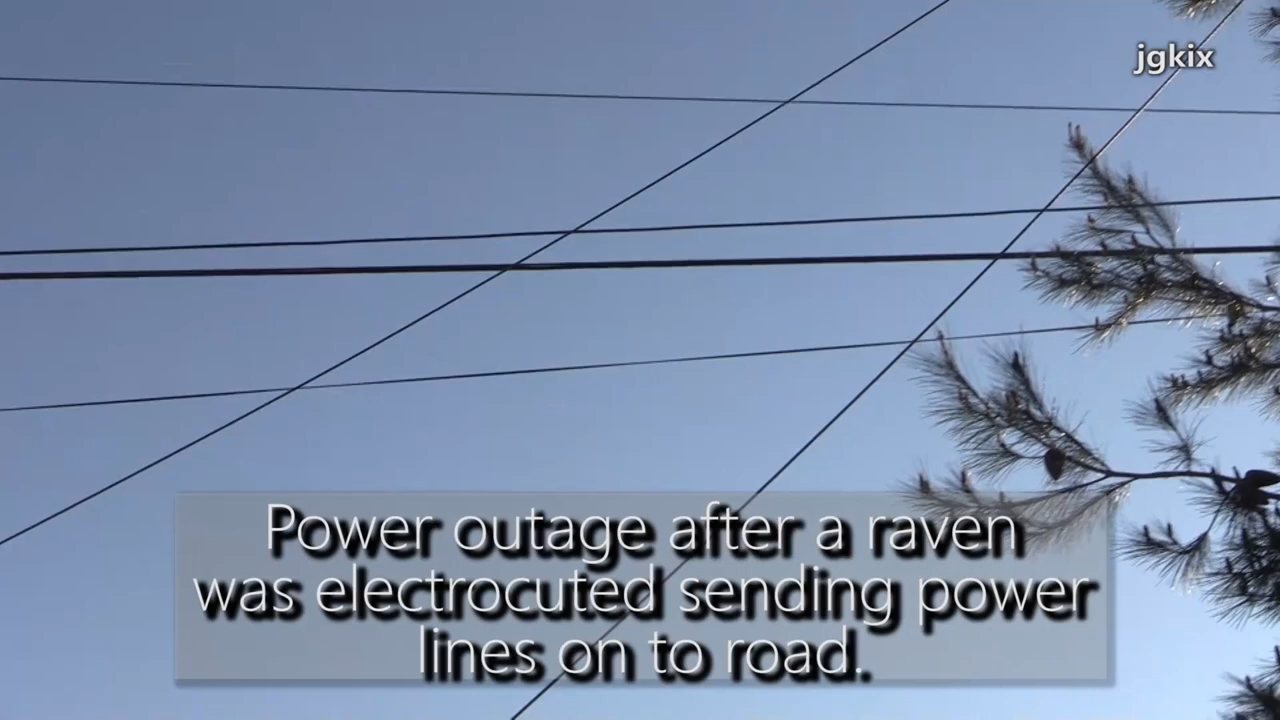 jgkix
Power outage after a raven
was electrocuted sending power
lines on to road.